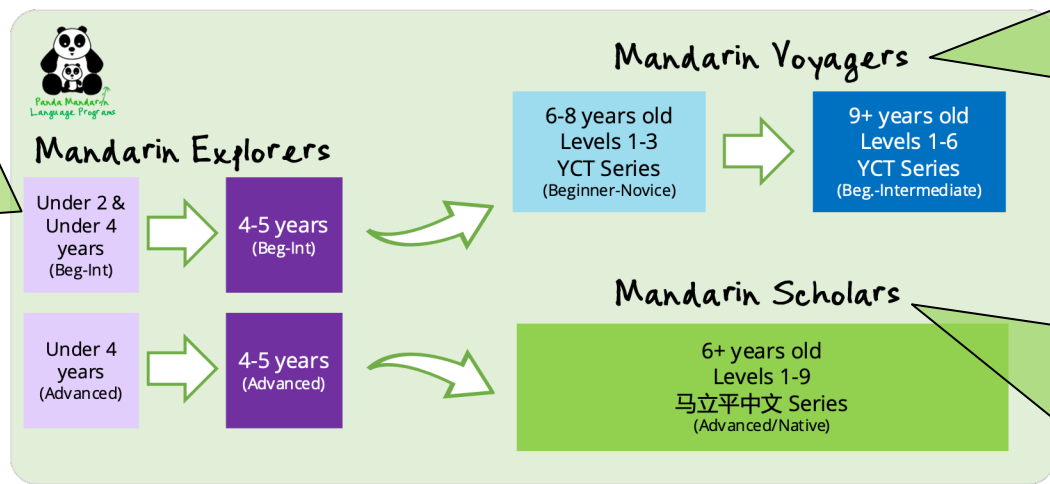 Panda Mandarin
Language Programs
Mandarin Explorers
Under 2 &
Under 4
years
(Beg-Int)
4-5 years
(Beg-Int)
Under 4
years
(Advanced)
4-5 years
(Advanced)
Mandarin Voyagers
6-8 years old
Levels 1-3
YCT Series
(Beginner-Novice)
9+ years old
Levels 1-6
YCT Series
(Beg.-Intermediate)
Mandarin Scholars
6+ years old
Levels 1-9
马立平中文 Series
(Advanced/Native)